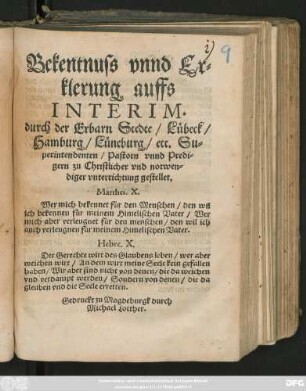 Bekentnuss vnnd Er-
klerung auffs
INTERIM.
durch der Erbarn Stedte / Lübeck /
Hamburg / Lüneburg / etc. Su-
perintendenten / Pastorn vnnd Predi-
gern zu Christlicher vnd notwen-
diger vnterrichtung gestellet.
Matthei. X.
Wer mich bekennet für den Menschen / den wil
ich bekennen für meinem Himelischen Vater / Wer
mich aber verleugnet für den menschen / den wil ich
auch verleugnen für meinem Himelischen Vater.
Hebre. X.
Der Gerechte wirt des Glaubens leben / wer aber
weichen wirt / An dem wirt meine Seele kein gefallen
haben / Wir aber sind nicht von denen / die da weichen
vnd verdampt werden / Sondern von denen / die da
gleuben vnd die Seele erretten.
Gedruckt zu Magdeburgk durch
Michael Lotther.
9